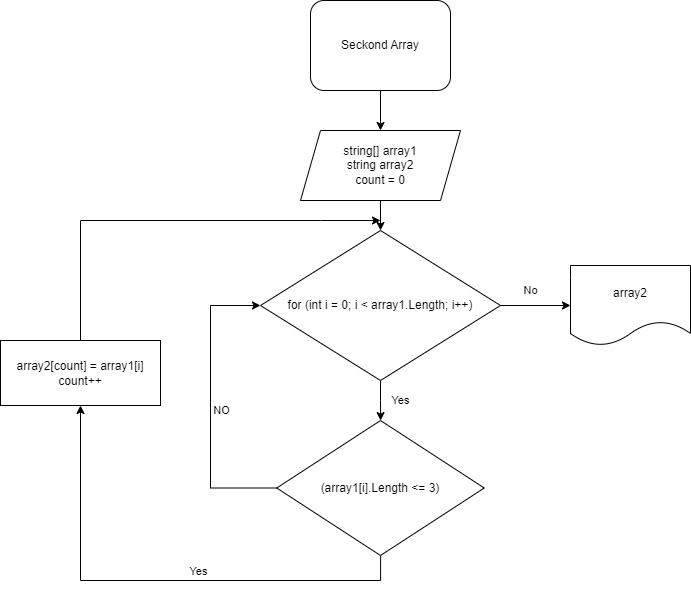 Seckond Array
string[] array1
string array2
count = 0
for (int i = 0; i < array1.Length; i++)
No
array2
array2[count] = array1[i]
count++
Yes
NO
(array1[i].Length <= 3)
Yes